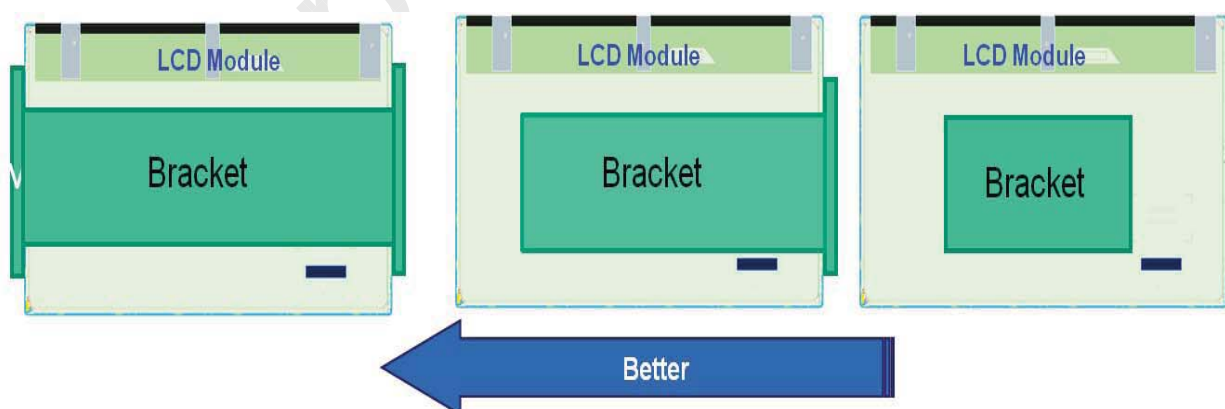 LCD Module
LCD Module
LCD Module
Bracket
Bracket
Bracket
Better